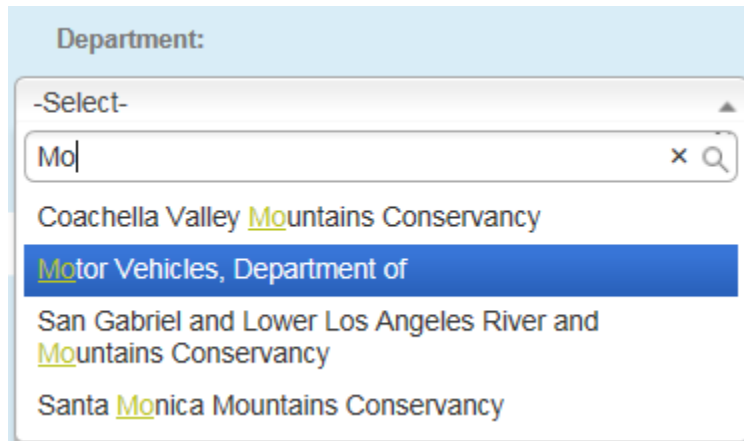 Department:
-Select-
Mo
Coachella Valley Mountains Conservancy
Motor Vehicles, Department of
San Gabriel and Lower Los Angeles River and
Mountains Conservancy
Santa Monica Mountains Conservancy